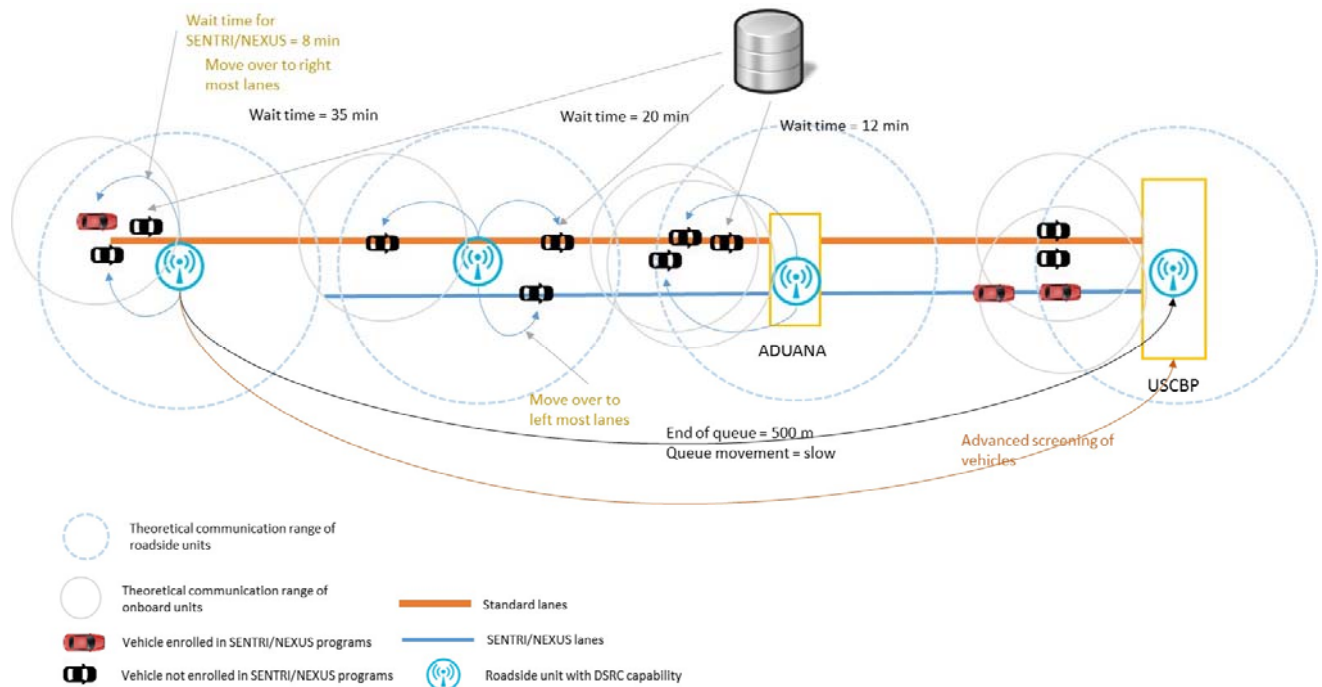 Wait time for
SENTRI/NEXUS = 8 min
Move over to right
most lanes
Wait time = 35 min
Wait time = 20 min
Wait time = 12 min
ADUANA
USCBP
Move over to
left most lanes
End of queue = 500 m
Queue movement = slow
Advanced screening of
vehicles
Theoretical communication range of
roadside units
Theoretical communication range of
onboard units
Standard lanes
Vehicle enrolled in SENTRI/NEXUS programs
SENTRI/NEXUS lanes
Vehicle not enrolled in SENTRI/NEXUS programs
Roadside unit with DSRC capability